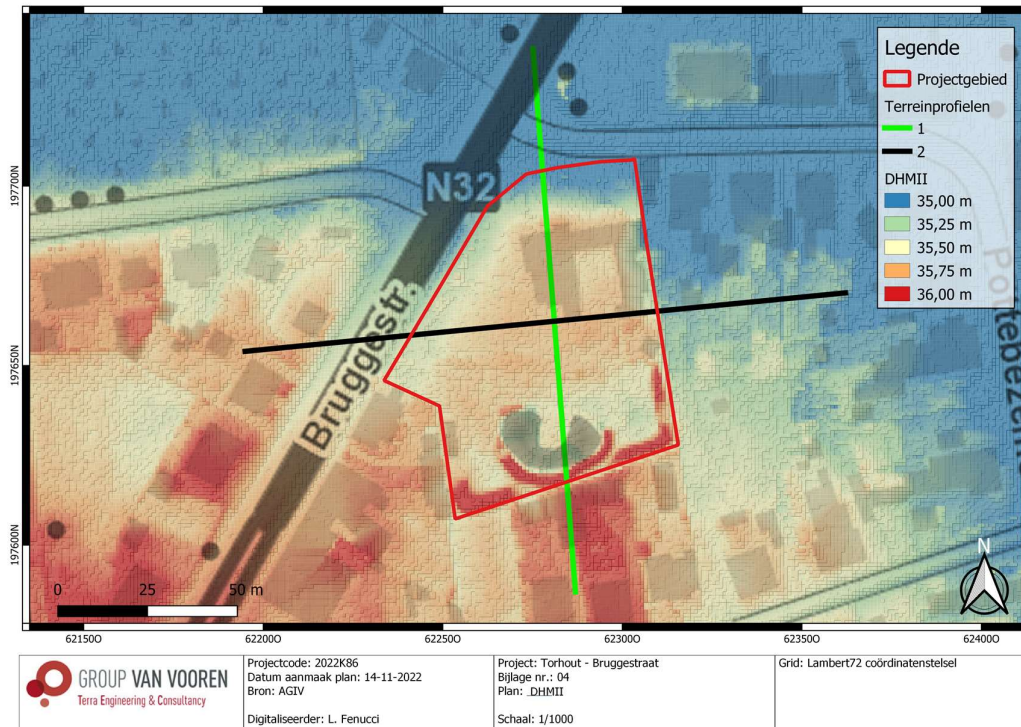 Legende
Projectgebied
Terreinprofielen
1
2
DHMII
35,00 m
35,25 m
35,50 m
35,75 m
36,00 m
N32
Bruggestr.
Pottebezem
197700N
197650N
197600N
0 25 50 m
N
621500 622000 622500 623000 623500 624000
GROUP VAN VOOREN
Terra Engineering & Consultancy
Projectcode: 2022K86
Datum aanmaak plan: 14-11-2022
Bron: AGIV
Digitaliseerder: L. Fenucci
Project: Torhout - Bruggestraat
Bijlage nr.: 04
Plan: DHMII
Schaal: 1/1000
Grid: Lambert72 coördinatenstelsel